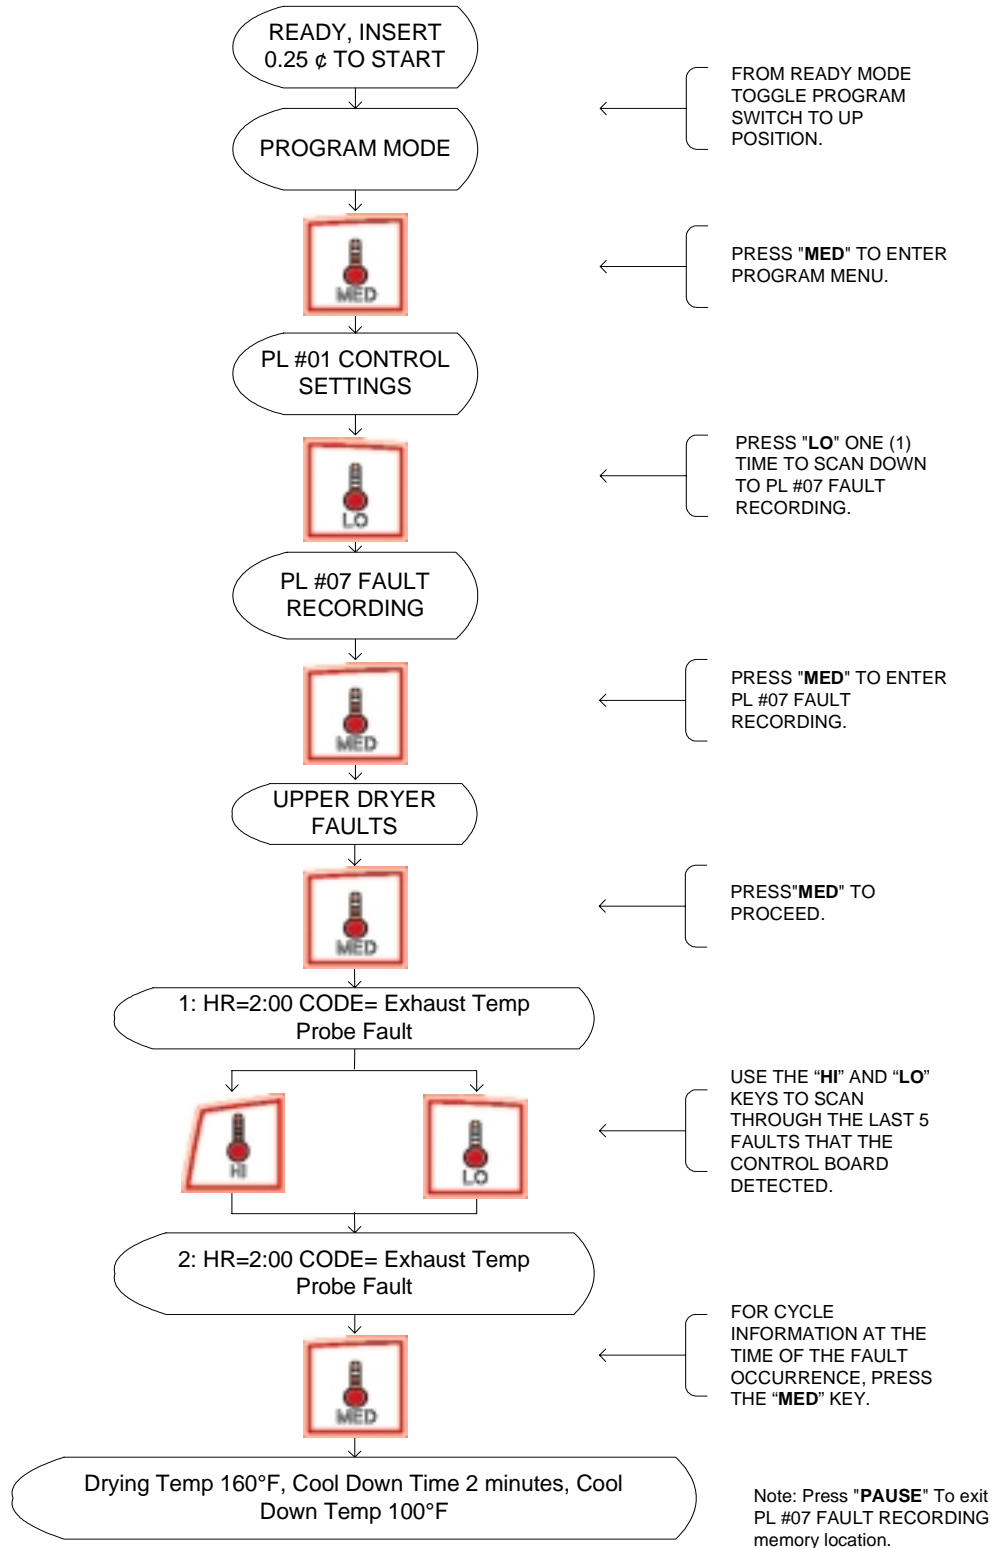 READY, INSERT
0.25 ¢ TO START
FROM READY MODE
TOGGLE PROGRAM
SWITCH TO UP
POSITION.
PROGRAM MODE
MED
PRESS "MED" TO ENTER
PROGRAM MENU.
PL #01 CONTROL
SETTINGS
LO
PRESS "LO" ONE (1)
TIME TO SCAN DOWN
TO PL #07 FAULT
RECORDING.
PL #07 FAULT
RECORDING
MED
PRESS "MED" TO ENTER
PL #07 FAULT
RECORDING.
UPPER DRYER
FAULTS
MED
PRESS"MED" TO
PROCEED.
1: HR=2:00 CODE= Exhaust Temp
Probe Fault
HI
LO
USE THE “HI” AND “LO”
KEYS TO SCAN
THROUGH THE LAST 5
FAULTS THAT THE
CONTROL BOARD
DETECTED.
2: HR=2:00 CODE= Exhaust Temp
Probe Fault
MED
FOR CYCLE
INFORMATION AT THE
TIME OF THE FAULT
OCCURRENCE, PRESS
THE “MED” KEY.
Drying Temp 160°F, Cool Down Time 2 minutes, Cool
Down Temp 100°F
Note: Press "PAUSE" To exit
PL #07 FAULT RECORDING
memory location.